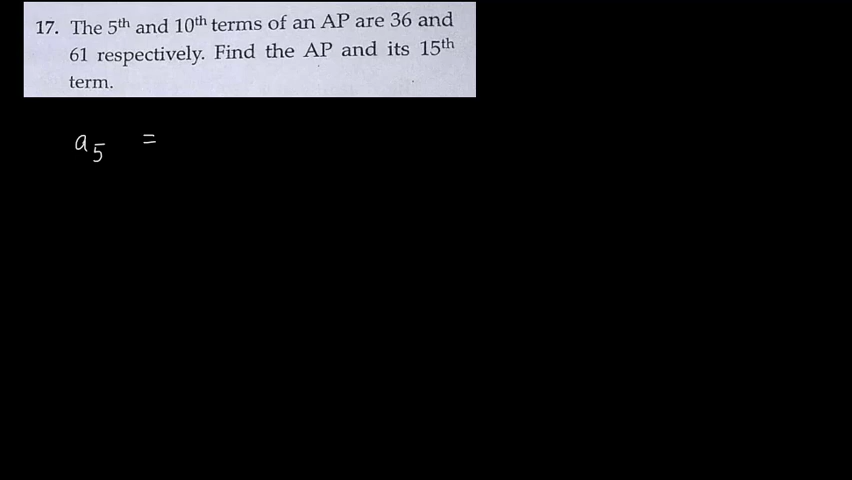 17. The 5th and 10th terms of an AP are 36 and
61 respectively. Find the AP and its 15th
term.
a5 =